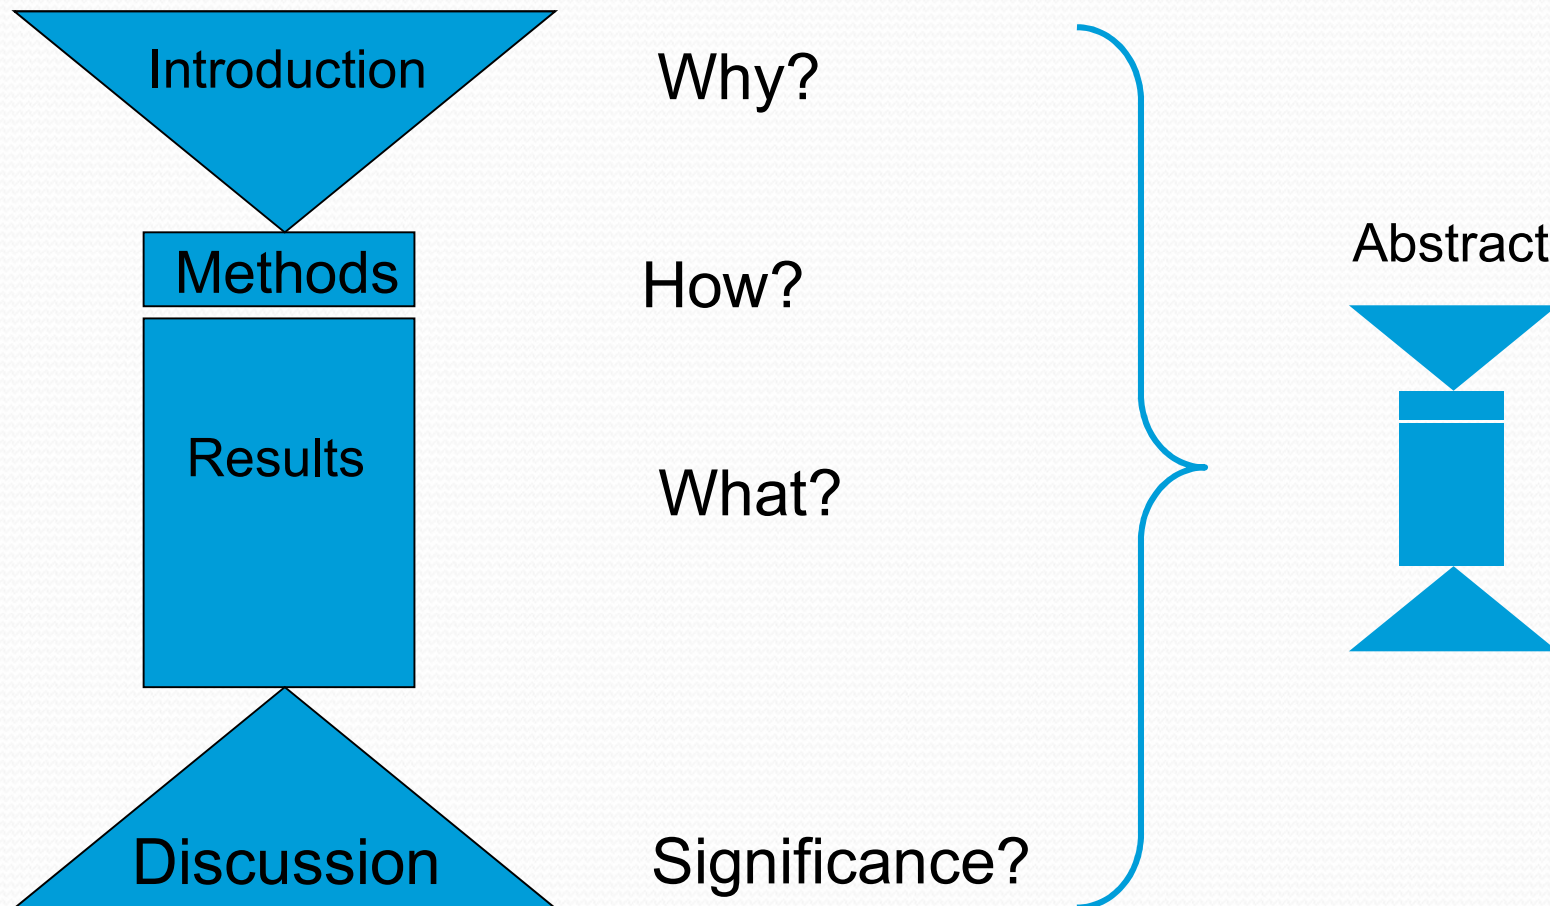 Introduction
Why?
Methods
How?
Results
What?
Discussion
Significance?
Abstract